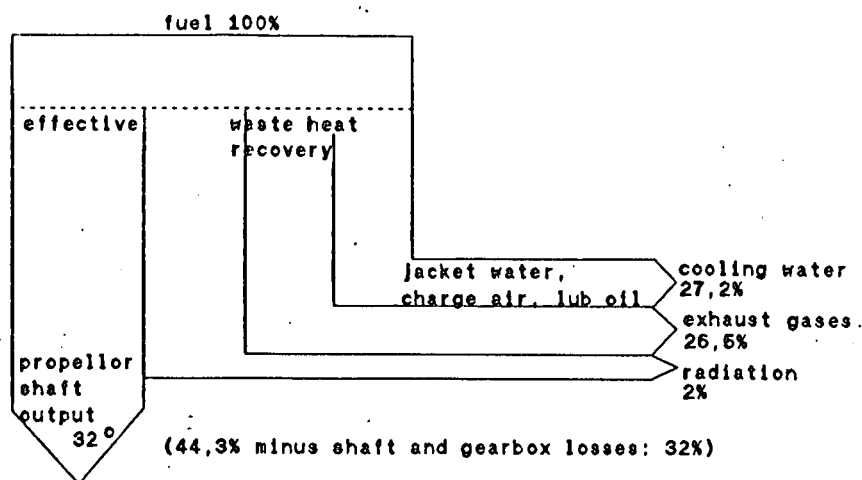 fuel 100%
effective
waste heat
recovery
jacket water,
charge air, lub oil
cooling water
27,2%
exhaust gases.
26,5%
radiation
2%
propellor
shaft
output
32°
(44,3% minus shaft and gearbox losses: 32%)